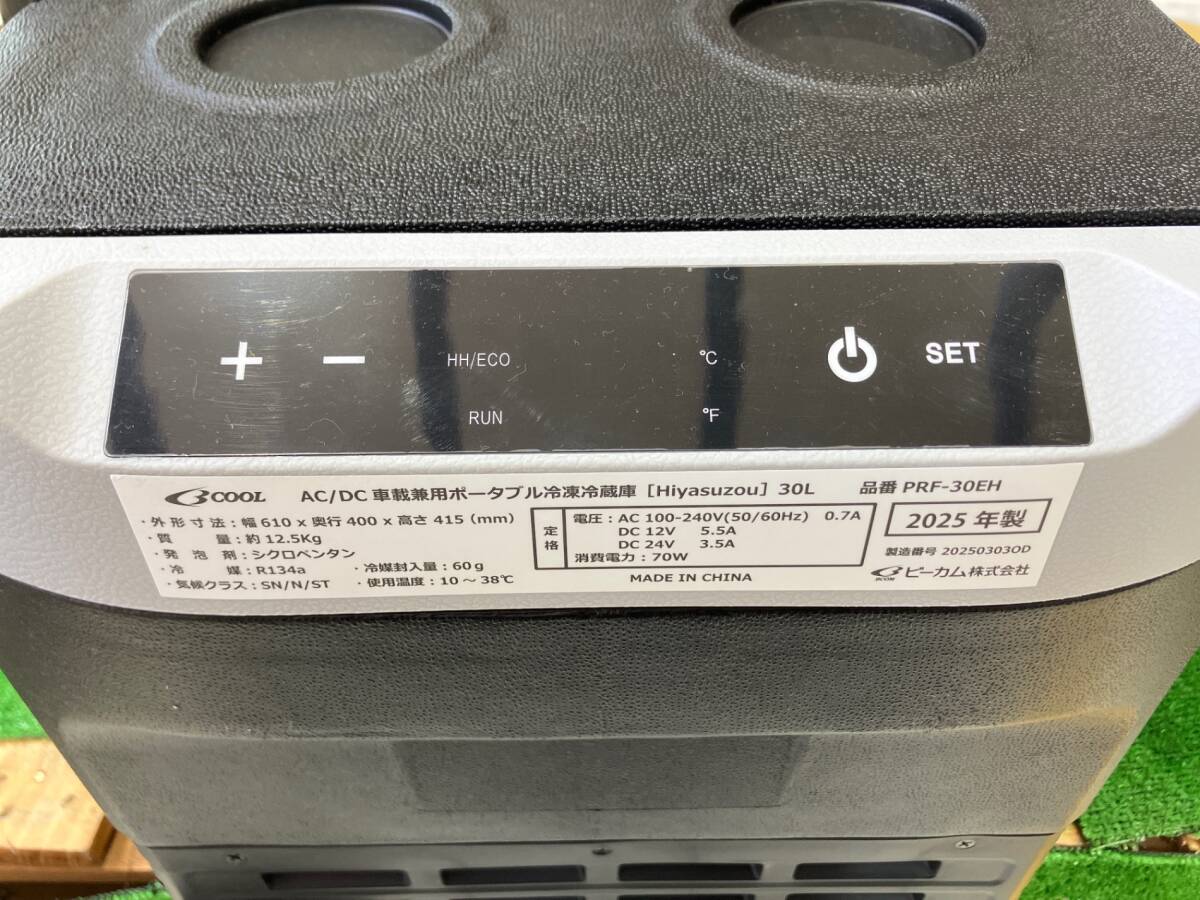 + − HH/ECO ℃ SET
RUN °F
BCOOL AC/DC 車載兼用ポータブル冷凍冷蔵庫［Hiyasuzou］30L 品番 PRF-30EH
・外形寸法：幅 610 x 奥行 400 x 高さ 415（mm）
・質量：約 12.5Kg
・発泡剤：シクロペンタン
・冷媒：R134a ・冷媒封入量：60g
・気候クラス：SN/N/ST ・使用温度：10 ～ 38℃
定格
電圧：AC 100-240V(50/60Hz) 0.7A
DC 12V 5.5A
DC 24V 3.5A
消費電力：70W
MADE IN CHINA
2025 年製
製造番号 20250303OD
BCOM ビーカム株式会社